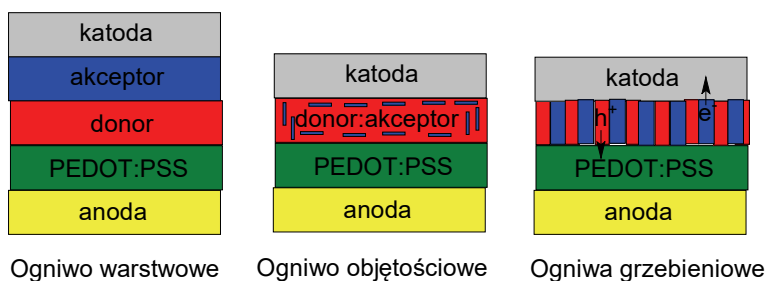 katoda
akceptor
donor
PEDOT:PSS
anoda
Ogniwo warstwowe
katoda
donor:akceptor
PEDOT:PSS
anoda
Ogniwo objętościowe
katoda
h⁺
e⁻
PEDOT:PSS
anoda
Ogniwa grzebieniowe